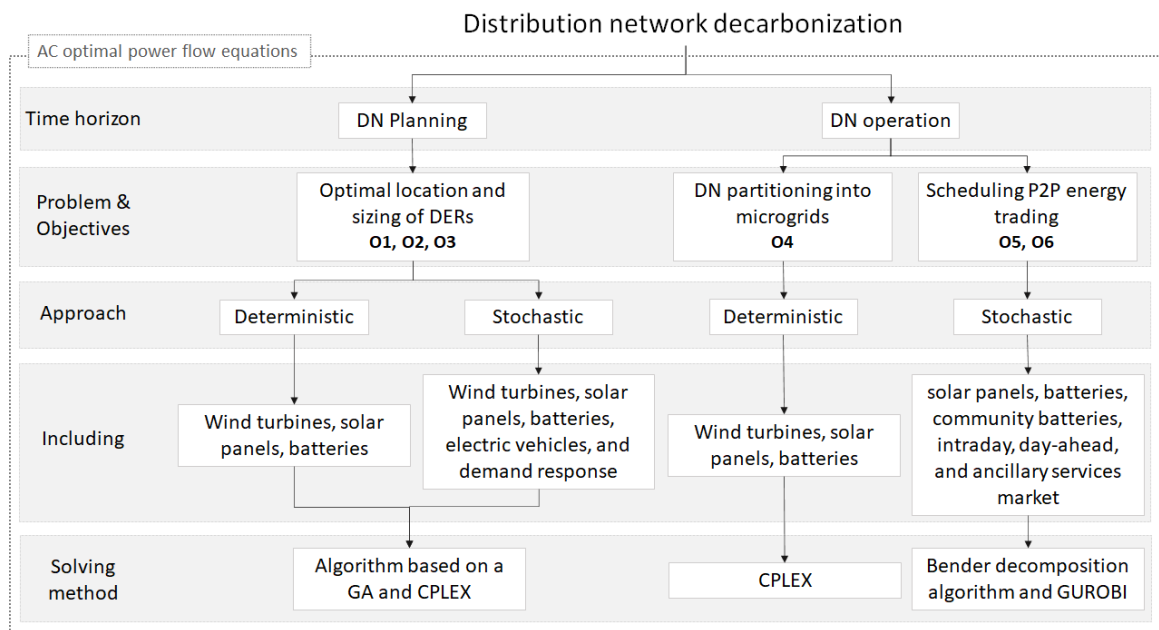 Distribution network decarbonization
AC optimal power flow equations
Time horizon
DN Planning
DN operation
Problem &
Objectives
Optimal location and
sizing of DERs
O1, O2, O3
DN partitioning into
microgrids
O4
Scheduling P2P energy
trading
O5, O6
Approach
Deterministic
Stochastic
Deterministic
Stochastic
Including
Wind turbines, solar
panels, batteries
Wind turbines, solar
panels, batteries,
electric vehicles, and
demand response
Wind turbines, solar
panels, batteries
solar panels, batteries,
community batteries,
intraday, day-ahead,
and ancillary services
market
Solving
method
Algorithm based on a
GA and CPLEX
CPLEX
Bender decomposition
algorithm and GUROBI